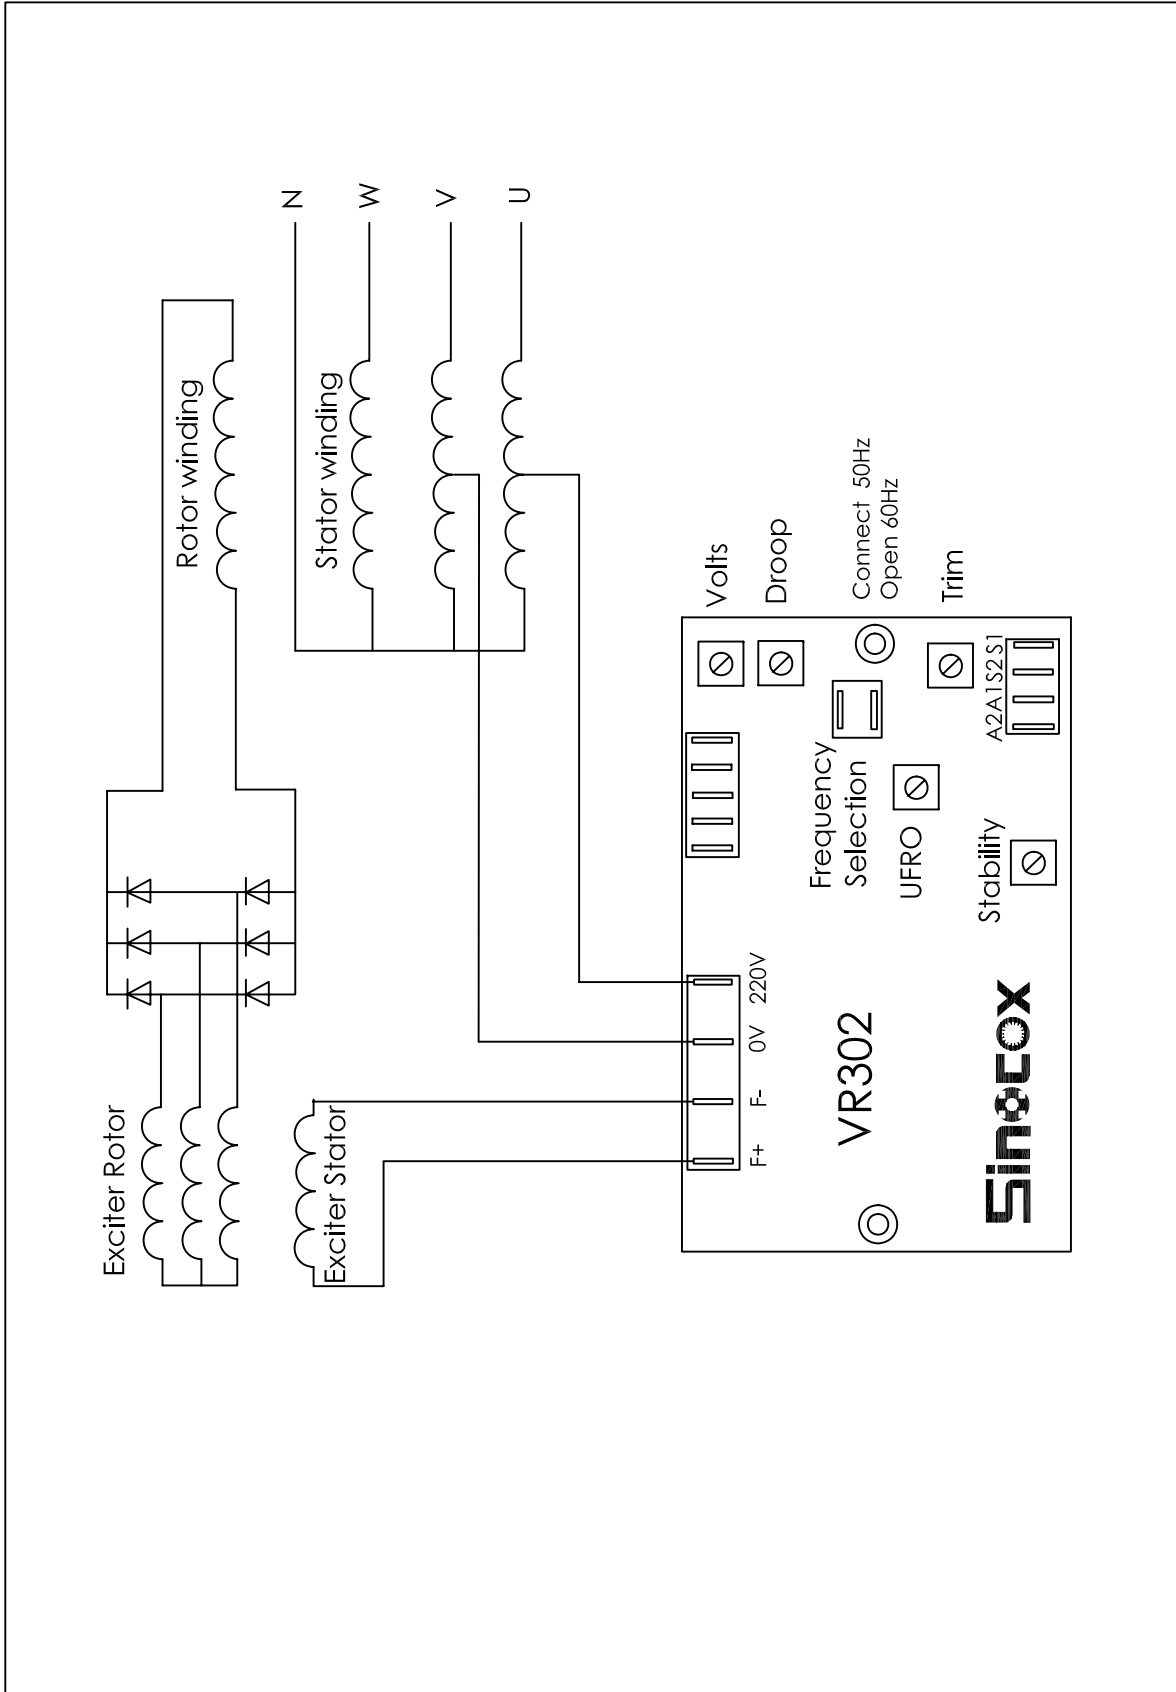 N
W
V
U
Rotor winding
Stator winding
Exciter Rotor
Exciter Stator
Volts
Droop
Connect 50Hz
Open 60Hz
Trim
Frequency
Selection
UFRO
Stability
A2A1S2S1
F+ F- 0V 220V
VR302
Sinocox